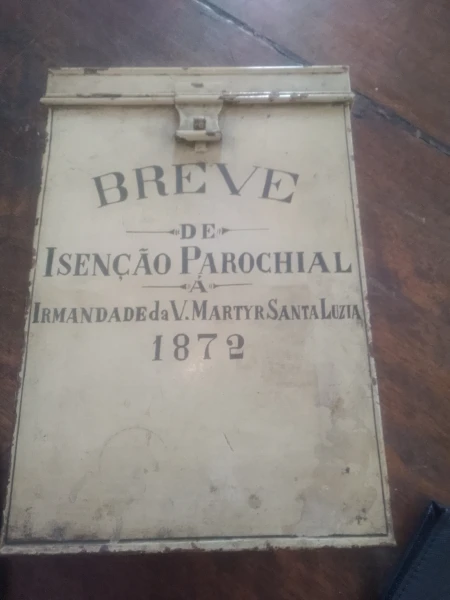 BREVE
DE
ISENÇÃO PAROCHIAL
Á
IRMANDADE da V. MARTYR SANTA LUZIA
1872